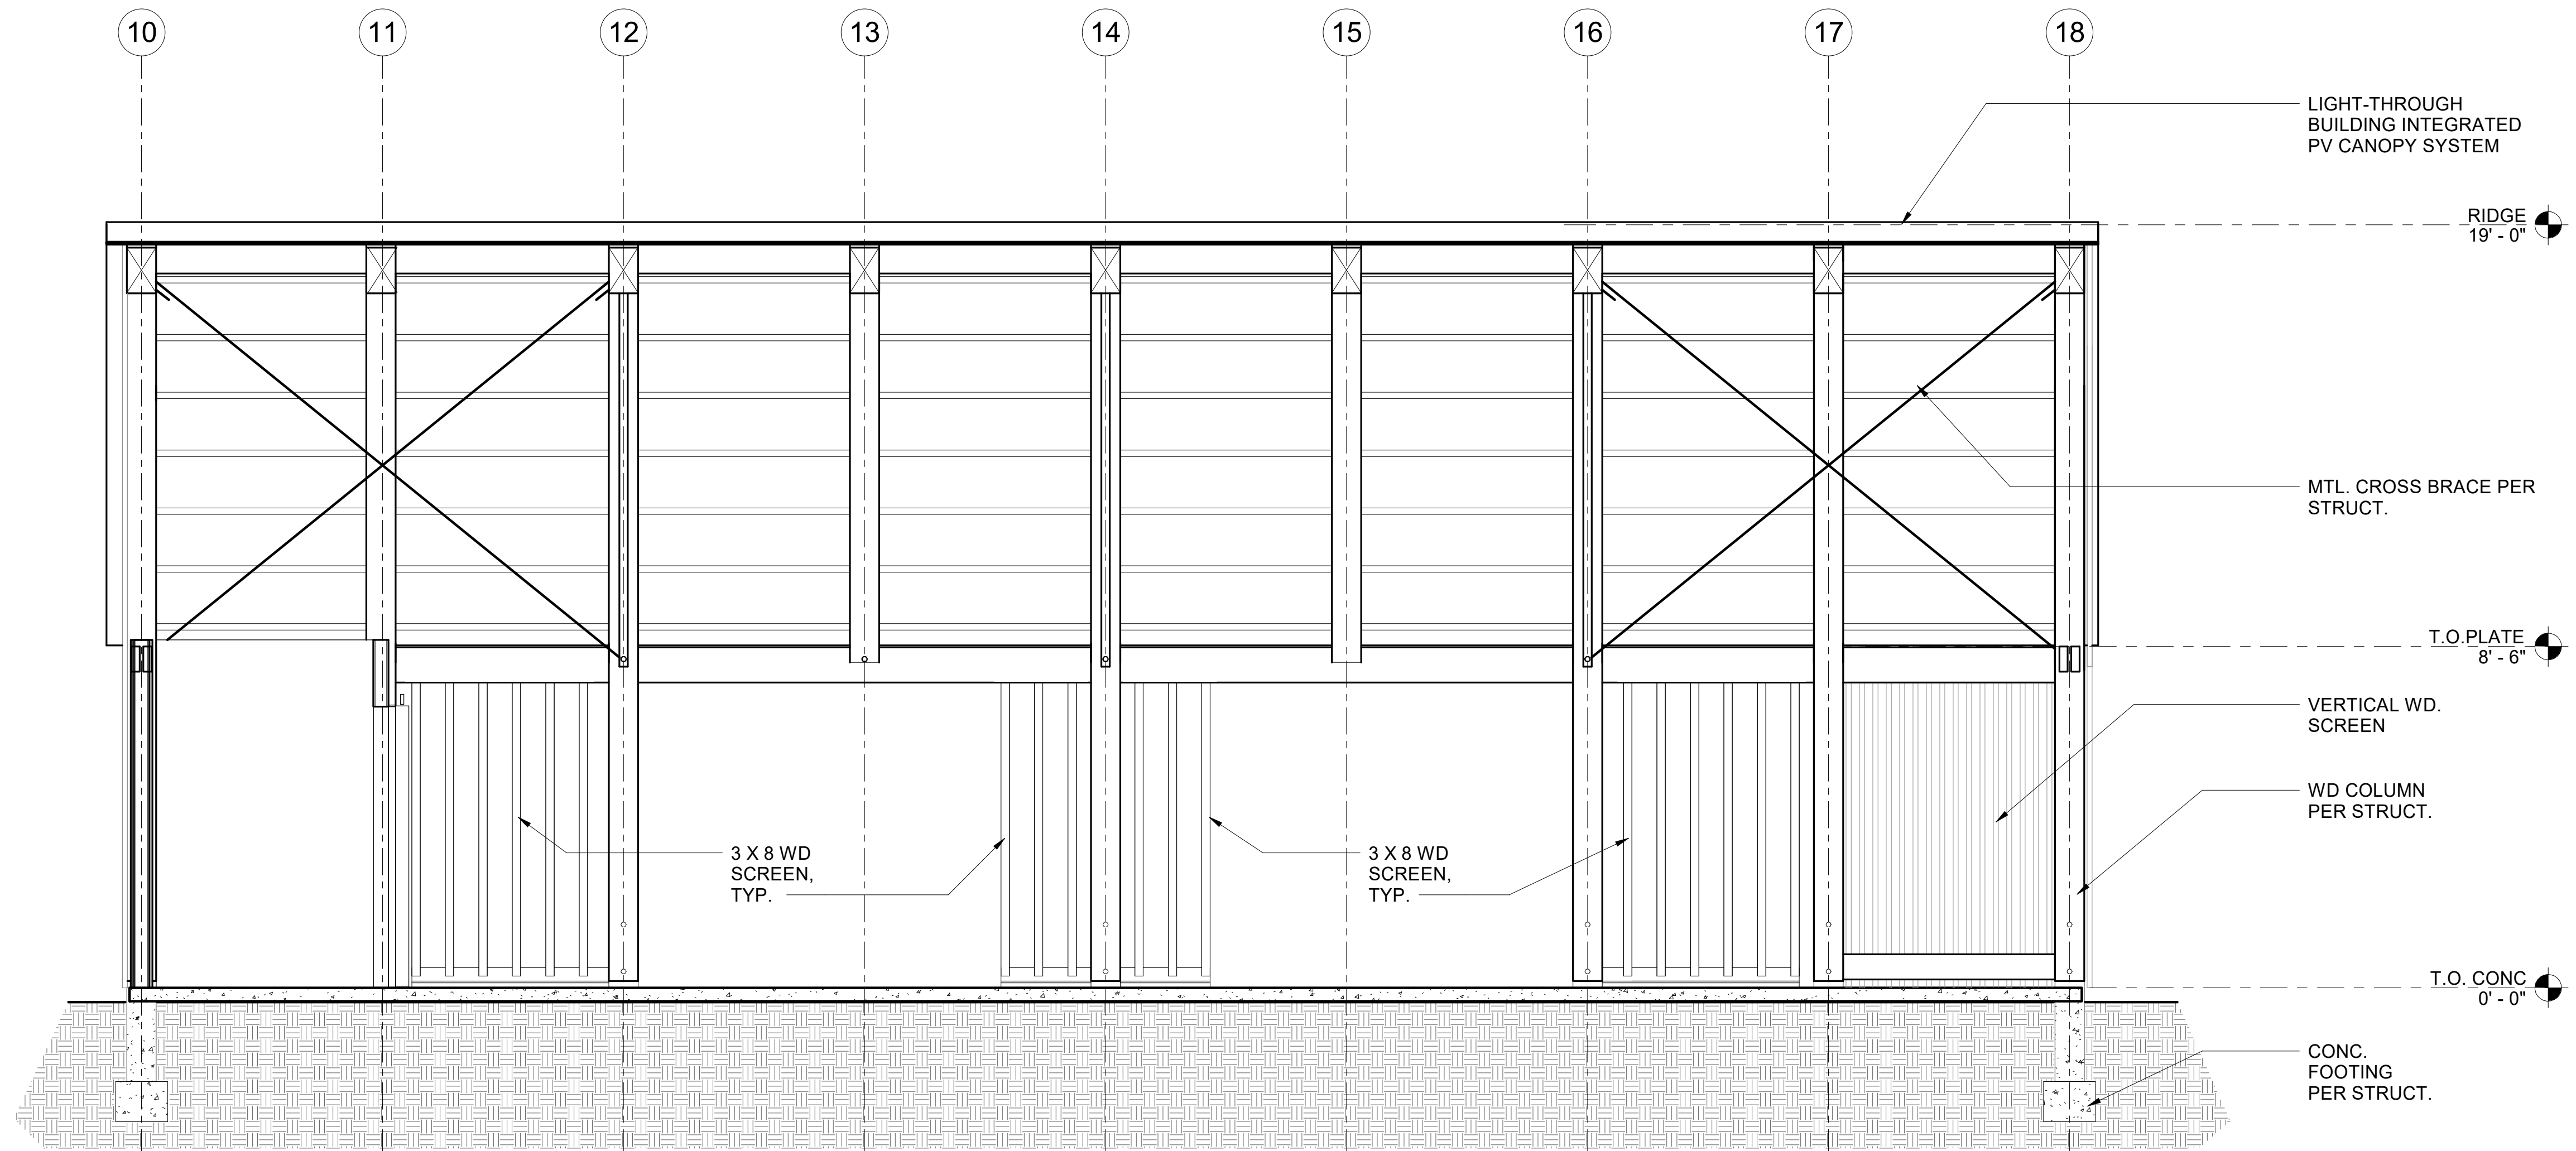 10
11
12
13
14
15
16
17
18
LIGHT-THROUGH
BUILDING INTEGRATED
PV CANOPY SYSTEM
RIDGE
19' - 0"
MTL. CROSS BRACE PER
STRUCT.
T.O.PLATE
8' - 6"
VERTICAL WD.
SCREEN
WD COLUMN
PER STRUCT.
3 X 8 WD
SCREEN,
TYP.
3 X 8 WD
SCREEN,
TYP.
T.O. CONC
0' - 0"
CONC.
FOOTING
PER STRUCT.